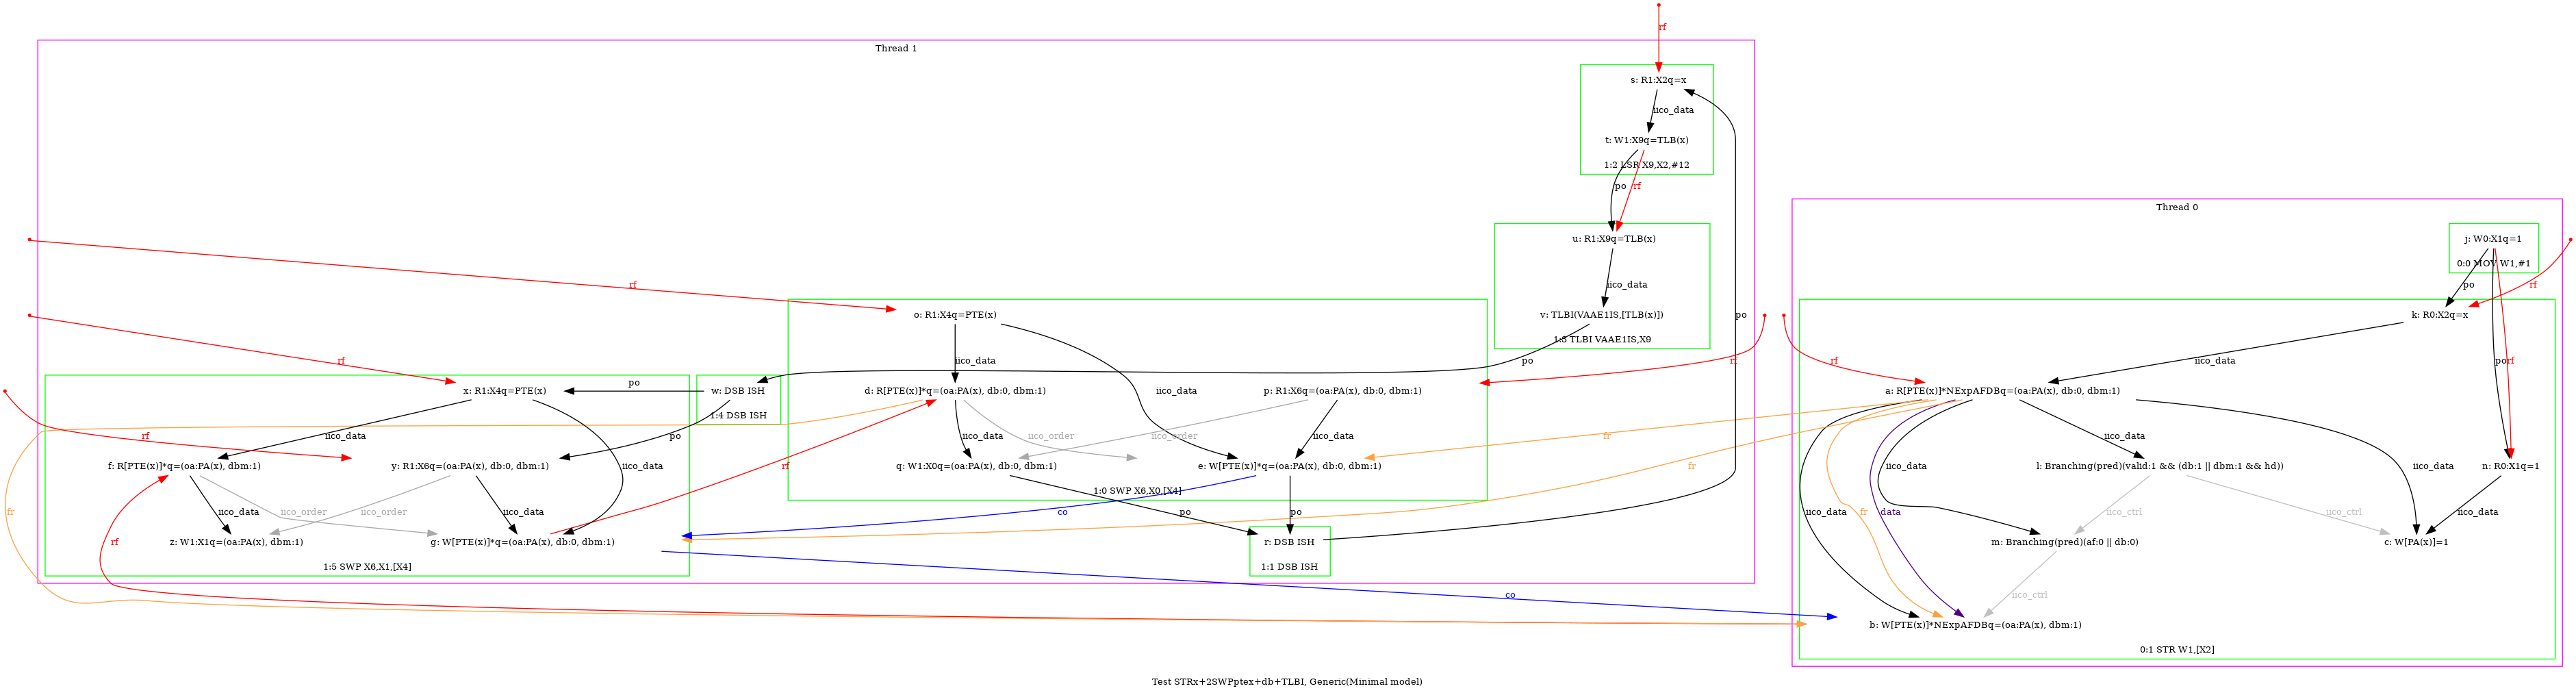 rf
Thread 1
s: R1:X2q=x
iico_data
t: W1:X9q=TLB(x)
1:2 LSR X9,X2,#12
po
rf
Thread 0
u: R1:X9q=TLB(x)
j: W0:X1q=1
0:0 MOV W1,#1
iico_data
rf
po
rf
o: R1:X4q=PTE(x)
v: TLBI(VAAE1IS,[TLB(x)])
po
k: R0:X2q=x
1:3 TLBI VAAE1IS,X9
rf
iico_data
po
rf
rf
iico_data
po
rf
po
x: R1:X4q=PTE(x)
w: DSB ISH
d: R[PTE(x)]*q=(oa:PA(x), db:0, dbm:1)
iico_data
p: R1:X6q=(oa:PA(x), db:0, dbm:1)
a: R[PTE(x)]*NExpAFDBq=(oa:PA(x), db:0, dbm:1)
1:4 DSB ISH
rf
iico_data
po
iico_data
iico_order
iico_order
iico_data
fr
iico_data
f: R[PTE(x)]*q=(oa:PA(x), dbm:1)
y: R1:X6q=(oa:PA(x), db:0, dbm:1)
iico_data
rf
q: W1:X0q=(oa:PA(x), db:0, dbm:1)
e: W[PTE(x)]*q=(oa:PA(x), db:0, dbm:1)
fr
iico_data
l: Branching(pred)(valid:1 && (db:1 || dbm:1 && hd))
iico_data
n: R0:X1q=1
1:0 SWP X6,X0,[X4]
fr
iico_data
iico_order
iico_order
iico_data
co
po
po
iico_data
fr
data
iico_ctrl
iico_ctrl
iico_data
rf
z: W1:X1q=(oa:PA(x), dbm:1)
g: W[PTE(x)]*q=(oa:PA(x), db:0, dbm:1)
r: DSB ISH
m: Branching(pred)(af:0 || db:0)
c: W[PA(x)]=1
1:5 SWP X6,X1,[X4]
1:1 DSB ISH
co
iico_ctrl
b: W[PTE(x)]*NExpAFDBq=(oa:PA(x), dbm:1)
0:1 STR W1,[X2]
Test STRx+2SWPptex+db+TLBI, Generic(Minimal model)